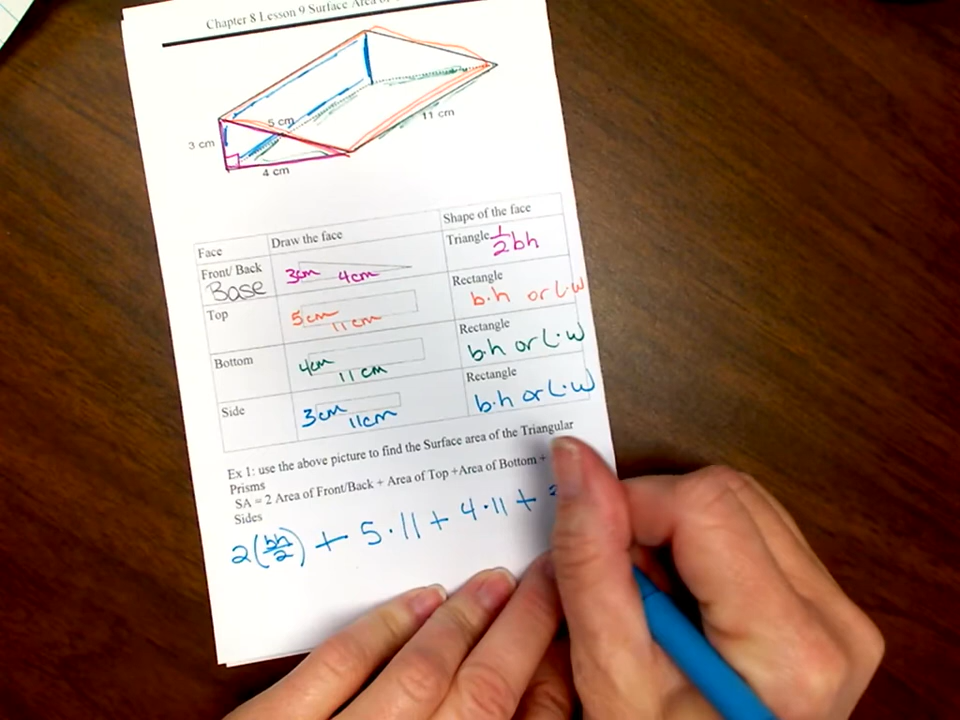 Chapter 8 Lesson 9 Surface Area
5 cm
11 cm
3 cm
4 cm
Face
Draw the face
Shape of the face
Front/ Back
Base
3cm 4cm
Triangle 1/2 bh
Top
5cm
11cm
Rectangle
b·h or l·w
Bottom
4cm
11cm
Rectangle
b·h or l·w
Side
3cm
11cm
Rectangle
b·h or l·w
Ex 1: use the above picture to find the Surface area of the Triangular
Prisms
SA = 2 Area of Front/Back + Area of Top +Area of Bottom +
Sides
2(bh/2) + 5·11 + 4·11 +